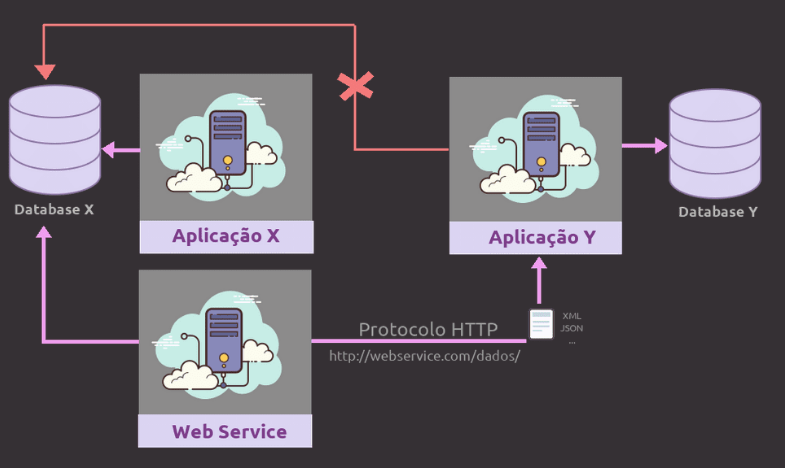 Database X
Aplicação X
Aplicação Y
Database Y
Web Service
Protocolo HTTP
http://webservice.com/dados/
XML
JSON
...